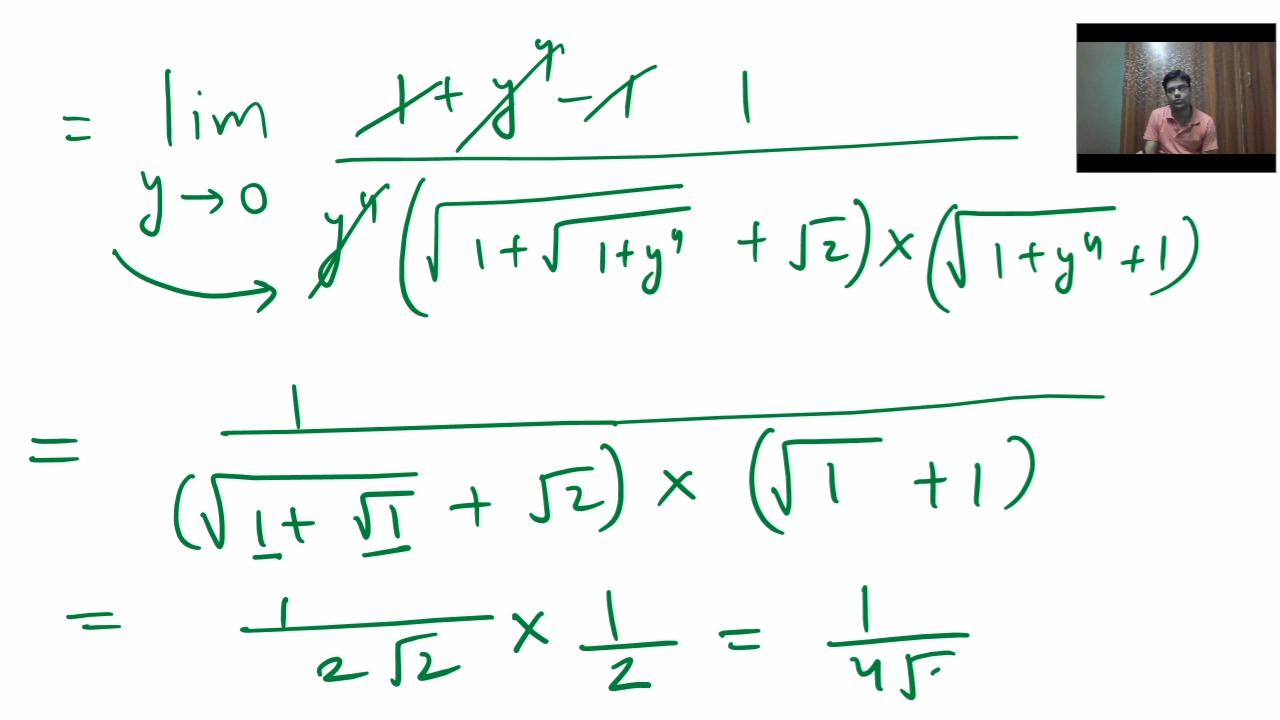 = lim 1 + y⁴ - 1 1
y → 0 y⁴ (√(1 + √(1 + y⁴)) + √2) × (√(1 + y⁴) + 1)
= 1
(√(1 + √1) + √2) × (√1 + 1)
= 1/(2√2) × 1/2 = 1/(4√